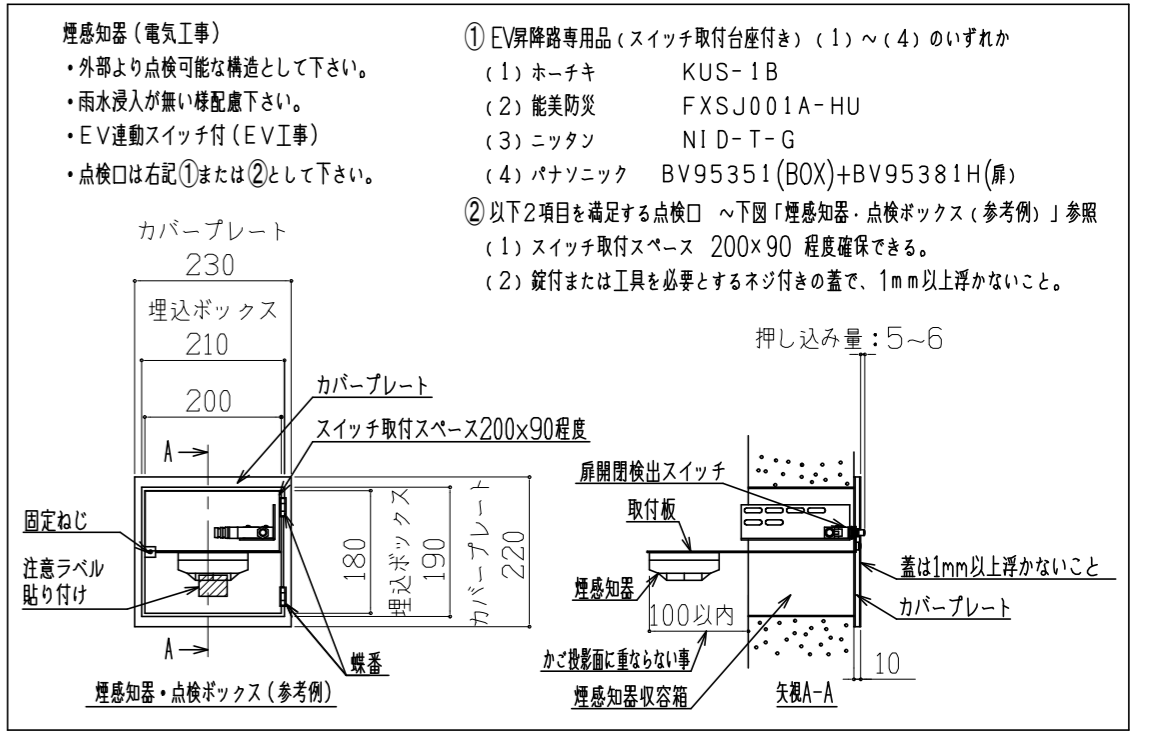 煙感知器(電気工事)
・外部より点検可能な構造として下さい。
・雨水浸入が無い様配慮下さい。
・EV連動スイッチ付(EV工事)
・点検口は右記①または②として下さい。
① EV昇降路専用品(スイッチ取付台座付き)(1)~(4)のいずれか
(1)ホーチキ KUS-1B
(2)能美防災 FXSJ001A-HU
(3)ニッタン NID-T-G
(4)パナソニック BV95351(BOX)+BV95381H(扉)
② 以下2項目を満足する点検口 ~下図「煙感知器・点検ボックス(参考例)」参照
(1)スイッチ取付スペース 200×90 程度確保できる。
(2)錠付または工具を必要とするネジ付きの蓋で、1mm以上浮かないこと。
カバープレート
230
埋込ボックス
210
200
カバープレート
スイッチ取付スペース200x90程度
A
固定ねじ
注意ラベル
貼り付け
180
埋込ボックス
190
カバープレート
220
A
蝶番
煙感知器・点検ボックス(参考例)
押し込み量:5~6
扉開閉検出スイッチ
取付板
煙感知器
100以内
蓋は1mm以上浮かないこと
カバープレート
かご投影面に重ならない事
10
煙感知器収容箱
矢視A-A